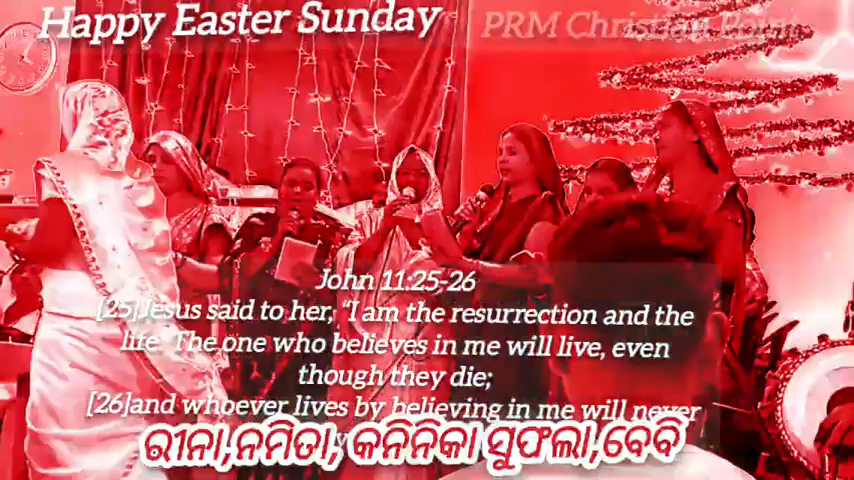 Happy Easter Sunday
PRM Christian Point
John 11:25-26
[25]Jesus said to her, “I am the resurrection and the
life. The one who believes in me will live, even
though they die;
[26]and whoever lives by believing in me will never
ରୀନା,ନମିତା, କନିନିକା ସୁଫଲା,ବେବି